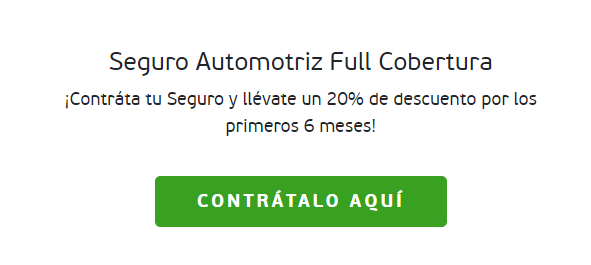 Seguro Automotriz Full Cobertura
¡Contráta tu Seguro y llévate un 20% de descuento por los
primeros 6 meses!
CONTRÁTALO AQUÍ